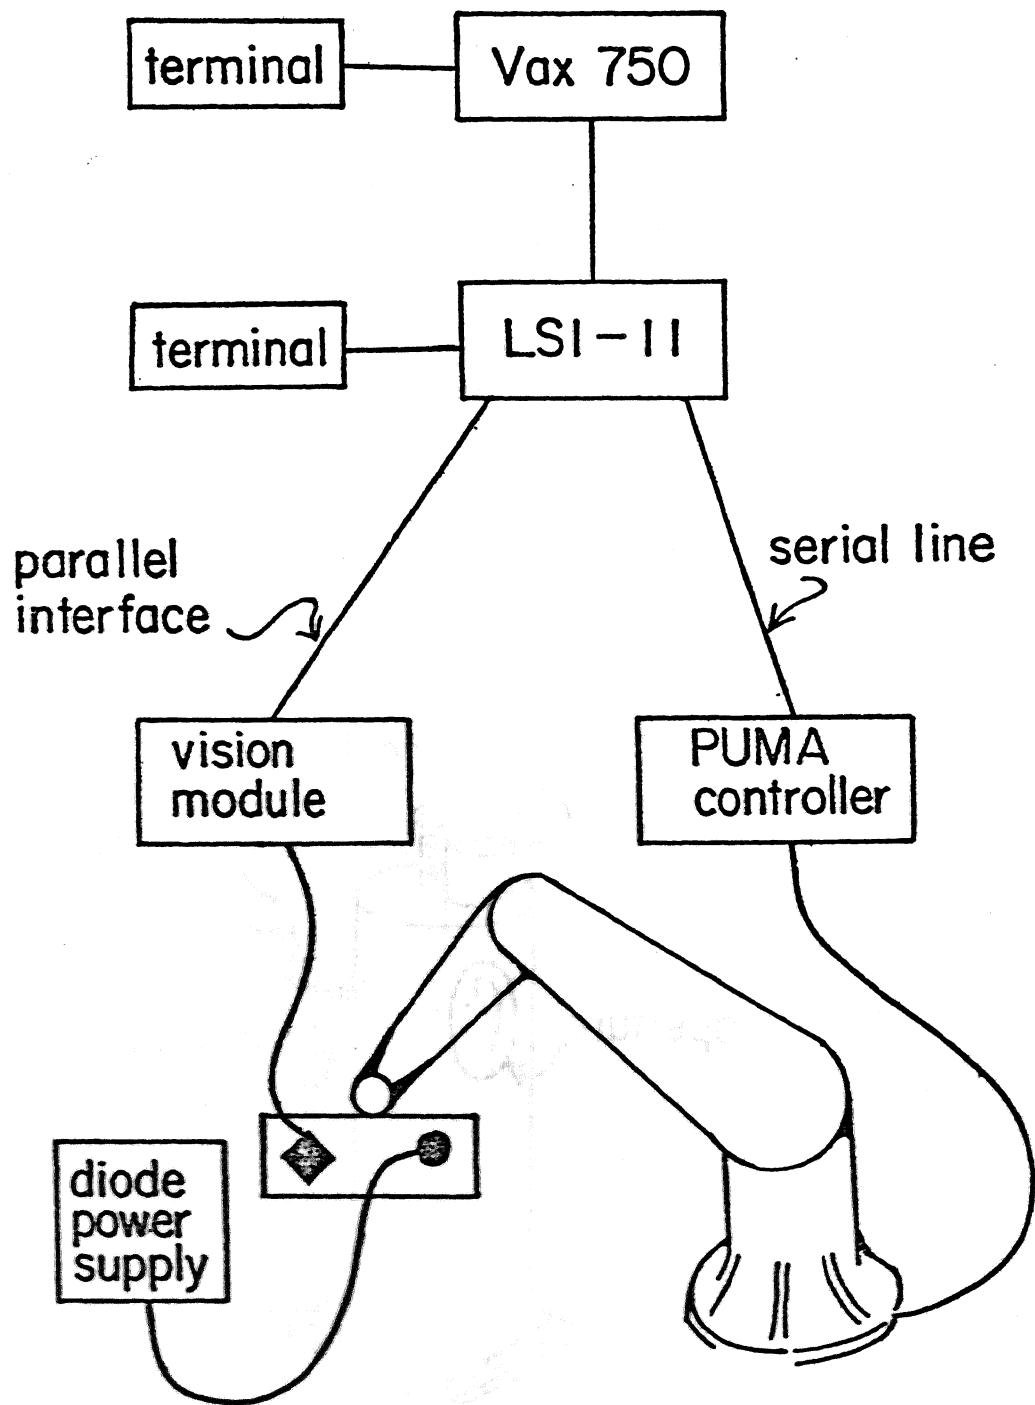 terminal
Vax 750
terminal
LSI-11
parallel
interface
serial line
vision
module
PUMA
controller
diode
power
supply